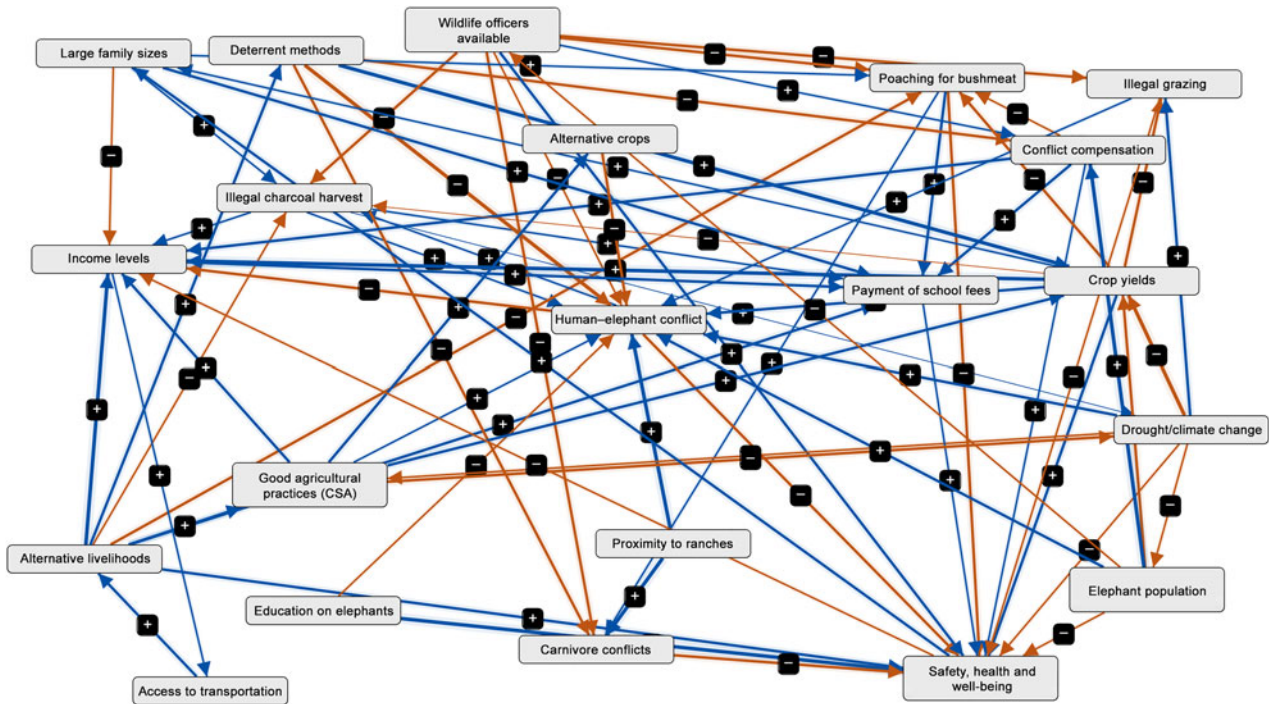 Wildlife officers
available
Large family sizes
Deterrent methods
Poaching for bushmeat
Illegal grazing
Alternative crops
Conflict compensation
Illegal charcoal harvest
Income levels
Crop yields
Payment of school fees
Human–elephant conflict
Drought/climate change
Good agricultural
practices (CSA)
Proximity to ranches
Alternative livelihoods
Elephant population
Education on elephants
Carnivore conflicts
Safety, health and
well-being
Access to transportation